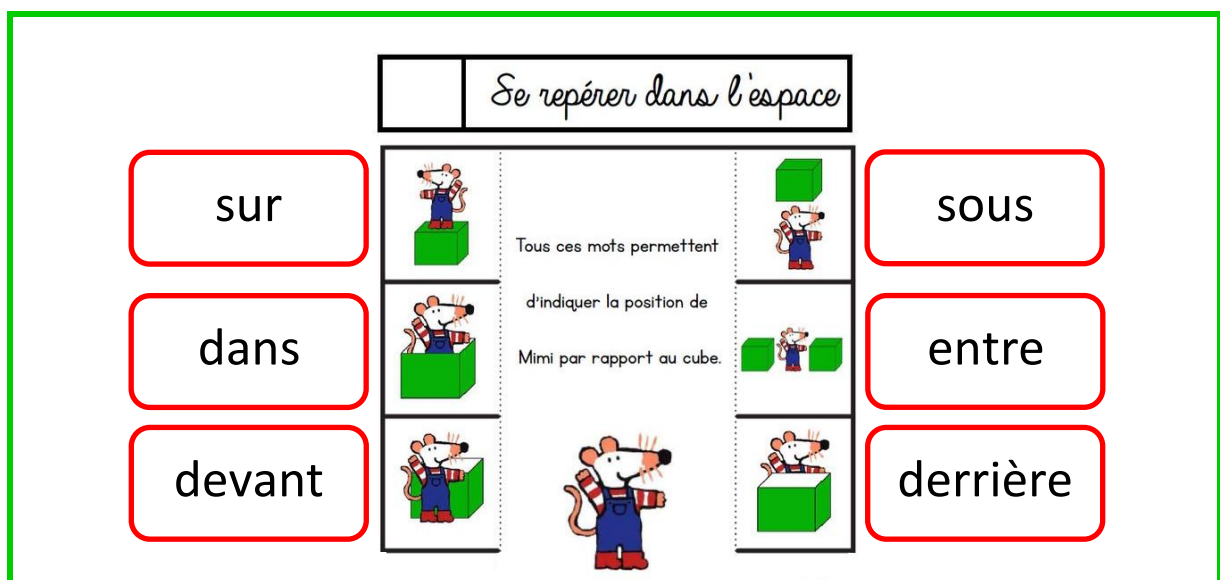 Se repérer dans l'espace
sur
sous
Tous ces mots permettent
d'indiquer la position de
Mimi par rapport au cube.
dans
entre
devant
derrière